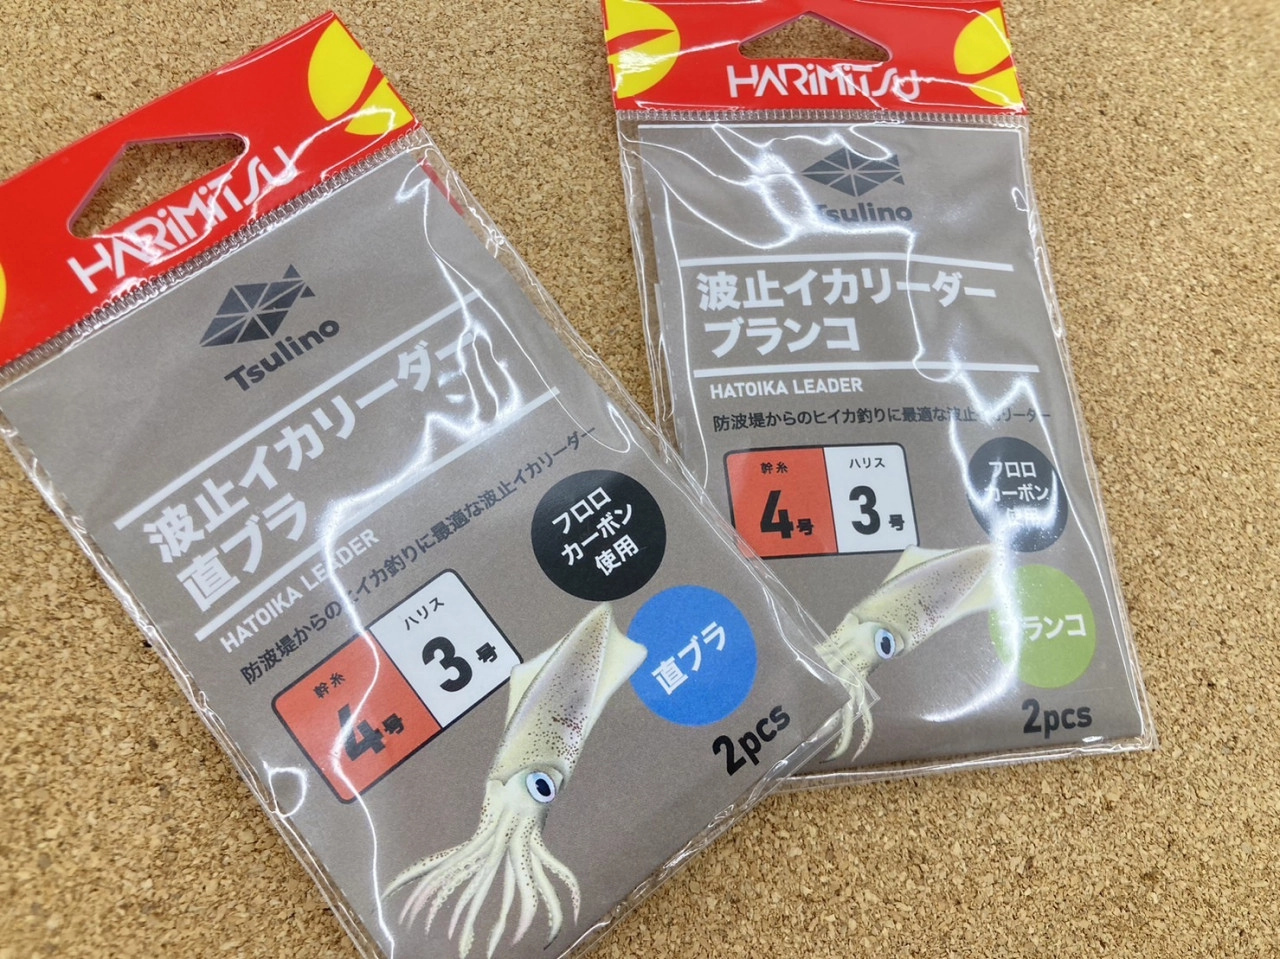 HARiMiTSU
Tsulino
波止イカリーダー
直ブラ
HATOIKA LEADER
防波堤からのヒイカ釣りに最適な波止イカリーダー
幹糸
4号
ハリス
3号
フロロ
カーボン
使用
直ブラ
2pcs
HARiMiTSU
Tsulino
波止イカリーダー
ブランコ
HATOIKA LEADER
防波堤からのヒイカ釣りに最適な波止イカリーダー
幹糸
4号
ハリス
3号
フロロ
カーボン
使用
ブランコ
2pcs